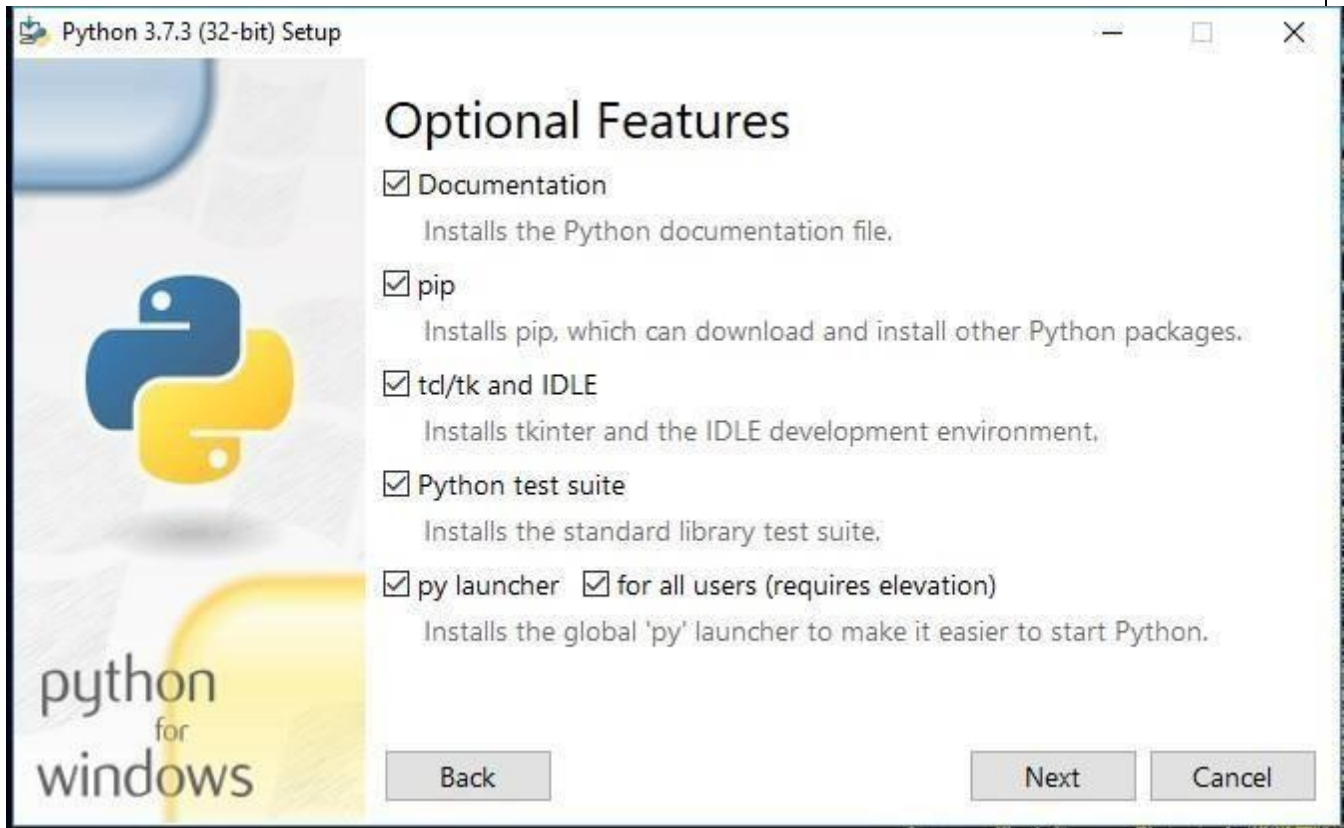 Python 3.7.3 (32-bit) Setup
Optional Features
Documentation
Installs the Python documentation file.
pip
Installs pip, which can download and install other Python packages.
tcl/tk and IDLE
Installs tkinter and the IDLE development environment.
Python test suite
Installs the standard library test suite.
py launcher for all users (requires elevation)
Installs the global 'py' launcher to make it easier to start Python.
python
for
windows
Back Next Cancel